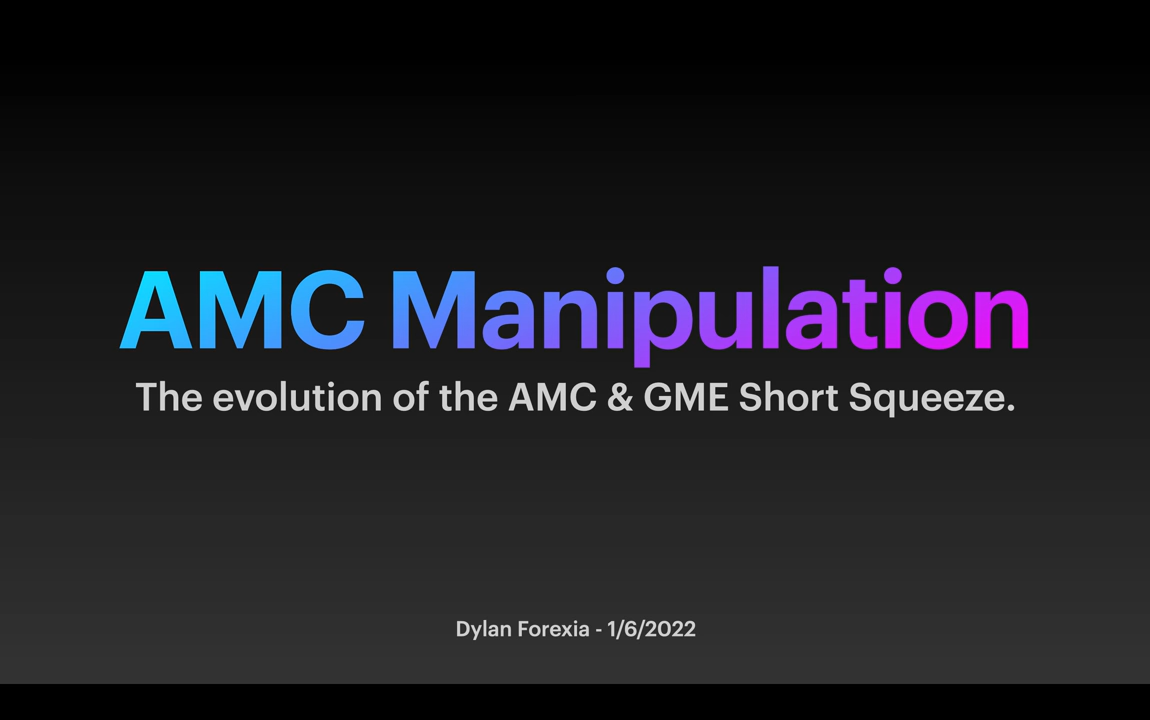 AMC Manipulation
The evolution of the AMC & GME Short Squeeze.
Dylan Forexia - 1/6/2022